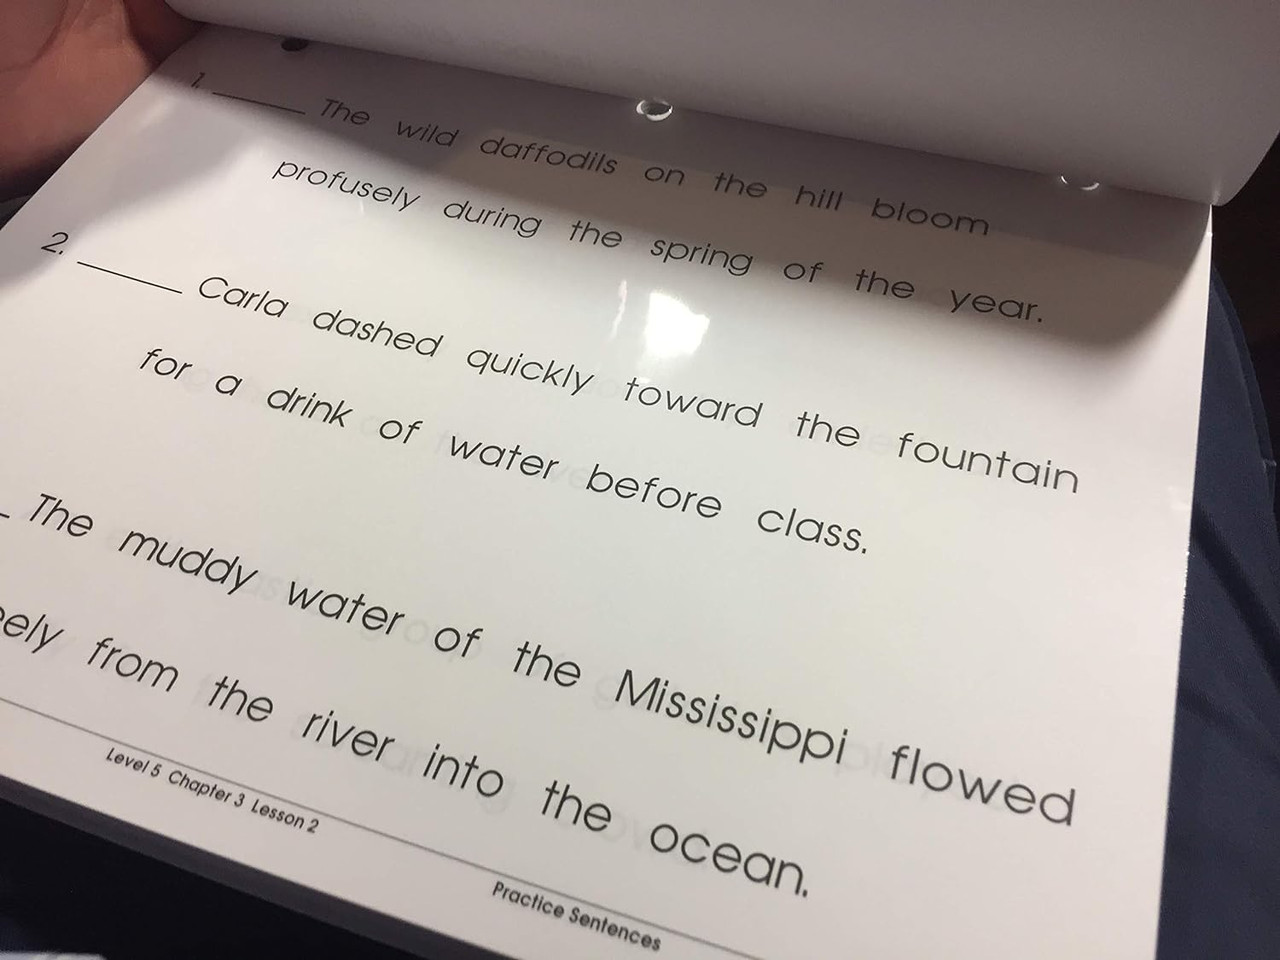 1. ______ The wild daffodils on the hill bloom
profusely during the spring of the year.
2. ______ Carla dashed quickly toward the fountain
for a drink of water before class.
The muddy water of the Mississippi flowed
from the river into the ocean.
Level 5 Chapter 3 Lesson 2
Practice Sentences